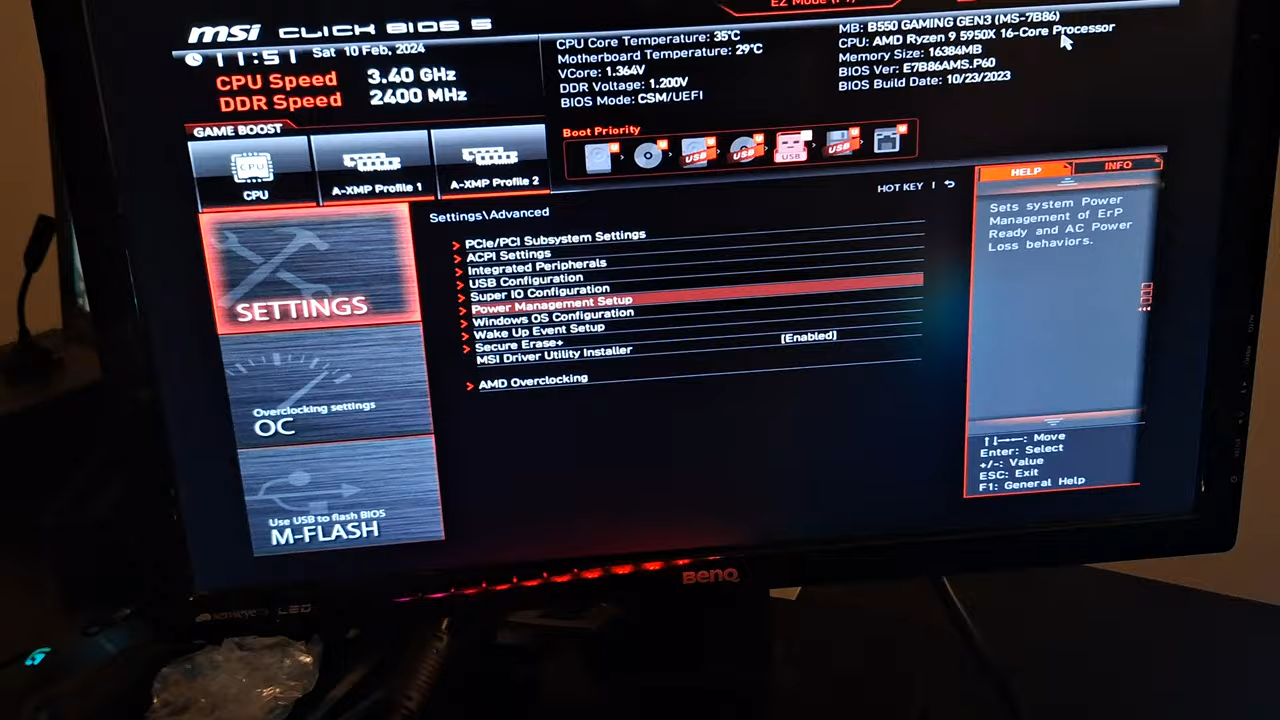 msi CLICK BIOS 5
EZ Mode
11:51 Sat 10 Feb, 2024
CPU Speed 3.40 GHz
DDR Speed 2400 MHz
CPU Core Temperature: 35°C
Motherboard Temperature: 29°C
VCore: 1.364V
DDR Voltage: 1.200V
BIOS Mode: CSM/UEFI
MB: B550 GAMING GEN3 (MS-7B86)
CPU: AMD Ryzen 9 5950X 16-Core Processor
Memory Size: 16384MB
BIOS Ver: E7B86AMS.P60
BIOS Build Date: 10/23/2023
GAME BOOST
CPU
CPU
A-XMP Profile 1
A-XMP Profile 2
Boot Priority
U U USB U USB U USB USB U U
HOT KEY
SETTINGS
Overclocking settings
OC
Use USB to flash BIOS
M-FLASH
Settings\Advanced
PCIe/PCI Subsystem Settings
ACPI Settings
Integrated Peripherals
USB Configuration
Super IO Configuration
Power Management Setup
Windows OS Configuration
Wake Up Event Setup
Secure Erase+
MSI Driver Utility Installer [Enabled]
AMD Overclocking
HELP INFO
Sets system Power
Management of ErP
Ready and AC Power
Loss behaviors.
↑↓→←: Move
Enter: Select
+/-: Value
ESC: Exit
F1: General Help
BenQ
LED